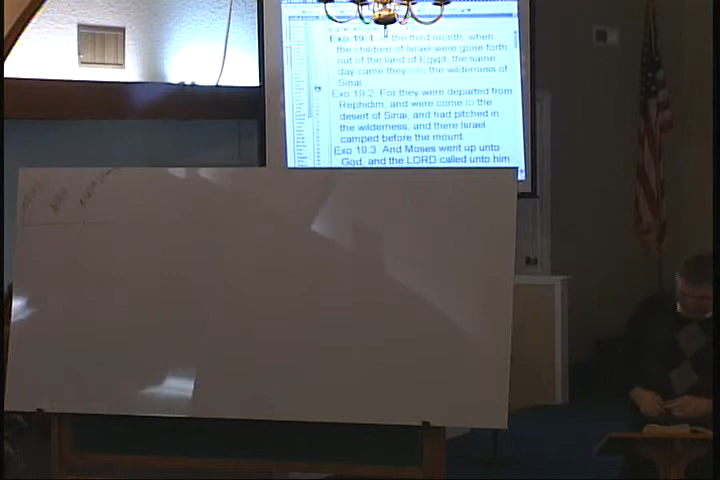 Exo 19:1 In the third month, when
the children of Israel were gone forth
out of the land of Egypt, the same
day came they into the wilderness of
Sinai.
Exo 19:2 For they were departed from
Rephidim, and were come to the
desert of Sinai, and had pitched in
the wilderness; and there Israel
camped before the mount.
Exo 19:3 And Moses went up unto
God, and the LORD called unto him